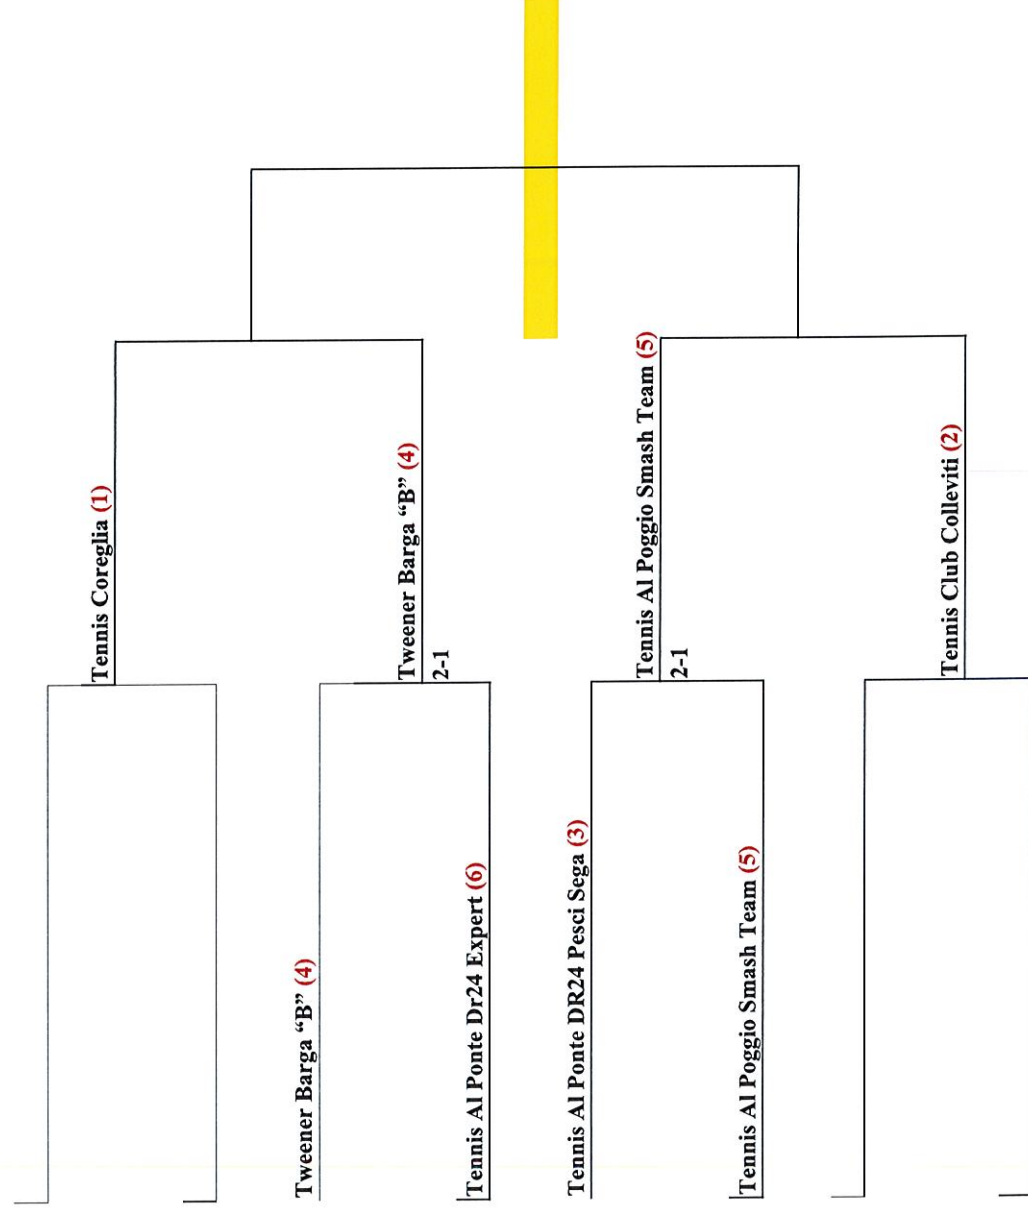 Tennis Coreglia (1)
Tweener Barga “B” (4)
Tweener Barga “B” (4)
2-1
Tennis Al Ponte Dr24 Expert (6)
Tennis Al Ponte DR24 Pesci Sega (3)
Tennis Al Poggio Smash Team (5)
2-1
Tennis Al Poggio Smash Team (5)
Tennis Club Colleviti (2)